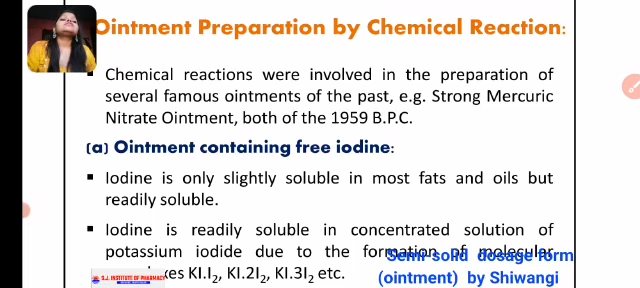 Ointment Preparation by Chemical Reaction:
▪ Chemical reactions were involved in the preparation of
several famous ointments of the past, e.g. Strong Mercuric
Nitrate Ointment, both of the 1959 B.P.C.
(a) Ointment containing free iodine:
▪ Iodine is only slightly soluble in most fats and oils but
readily soluble.
▪ Iodine is readily soluble in concentrated solution of
potassium iodide due to the formation of molecular
KI.I₂, KI.2I₂, KI.3I₂ etc.
Semi-solid dosage form
(ointment) by Shiwangi
S.J. INSTITUTE OF PHARMACY